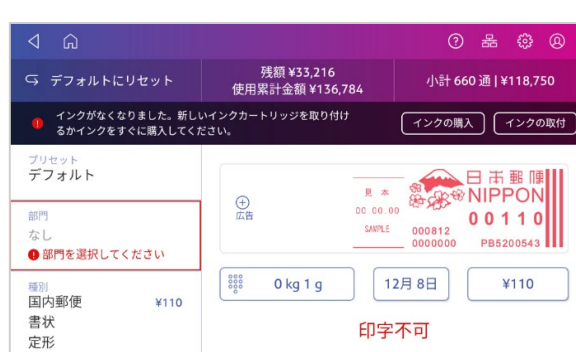 デフォルトにリセット
残額 ¥33,216
使用累計金額 ¥136,784
小計 660 通 | ¥118,750
インクがなくなりました。新しいインクカートリッジを取り付け
るかインクをすぐに購入してください。
インクの購入
インクの取付
プリセット
デフォルト
部門
なし
部門を選択してください
種別
国内郵便 ¥110
書状
定形
広告
見 本
00 00.00
SAMPLE
000812
0000000
日本郵便
NIPPON
00110
PB5200543
0 kg 1 g
12月 8日
¥110
印字不可